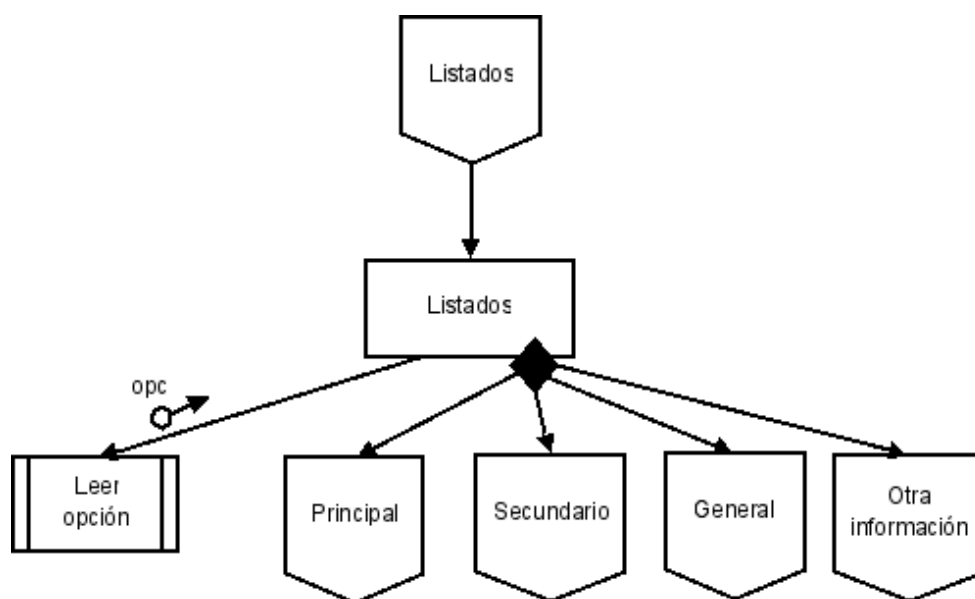 Listados
Listados
opc
Leer
opción
Principal
Secundario
General
Otra
información